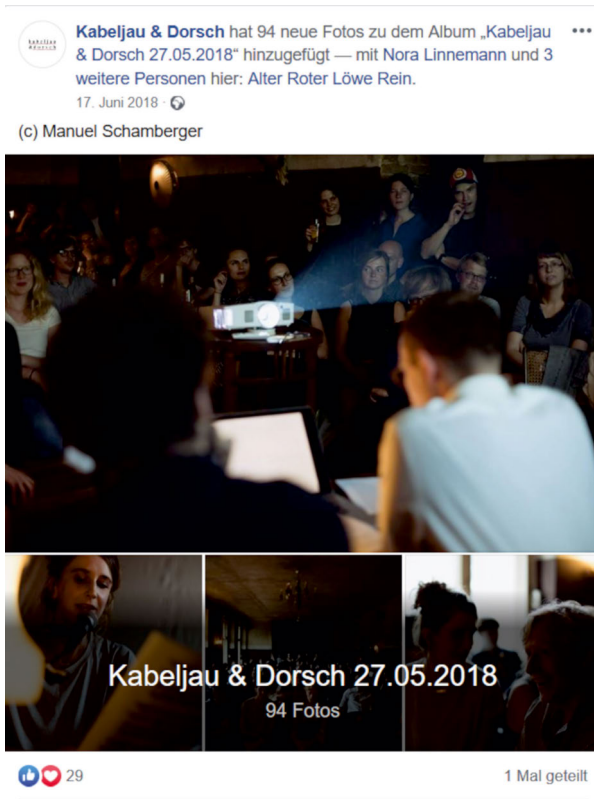 Kabeljau & Dorsch hat 94 neue Fotos zu dem Album „Kabeljau
& Dorsch 27.05.2018“ hinzugefügt — mit Nora Linnemann und 3
weitere Personen hier: Alter Roter Löwe Rein.
17. Juni 2018 ·
(c) Manuel Schamberger
Kabeljau & Dorsch 27.05.2018
94 Fotos
29
1 Mal geteilt